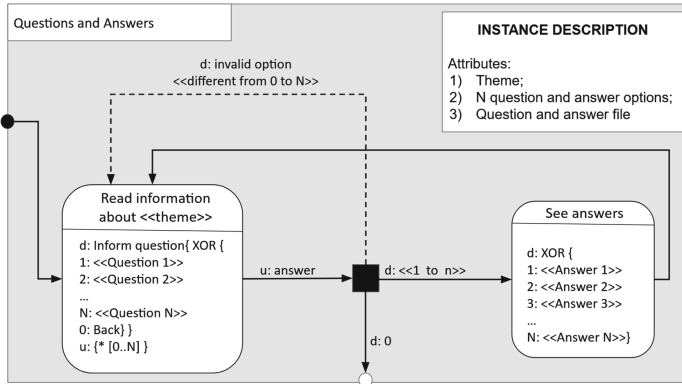 Questions and Answers
INSTANCE DESCRIPTION
Attributes:
1) Theme;
2) N question and answer options;
3) Question and answer file
d: invalid option
<<different from 0 to N>>
Read information
about <<theme>>
d: Inform question{ XOR {
1: <<Question 1>>
2: <<Question 2>>
...
N: <<Question N>>
0: Back} }
u: {* [0..N] }
u: answer
d: <<1 to n>>
d: 0
See answers
d: XOR {
1: <<Answer 1>>
2: <<Answer 2>>
3: <<Answer 3>>
...
N: <<Answer N>>}